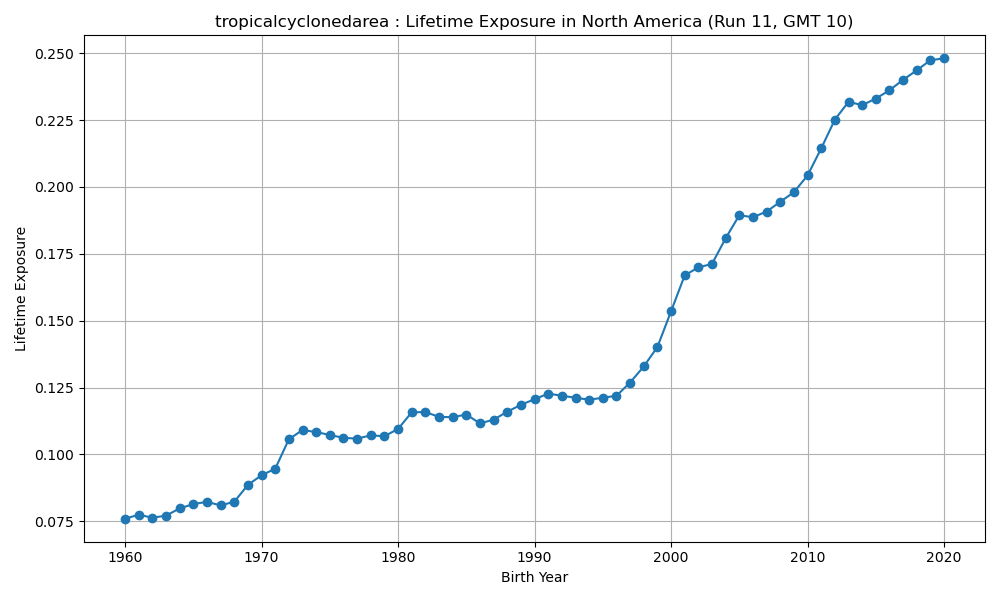 tropicalcyclonedarea : Lifetime Exposure in North America (Run 11, GMT 10)
Lifetime Exposure
0.250
0.225
0.200
0.175
0.150
0.125
0.100
0.075
1960 1970 1980 1990 2000 2010 2020
Birth Year